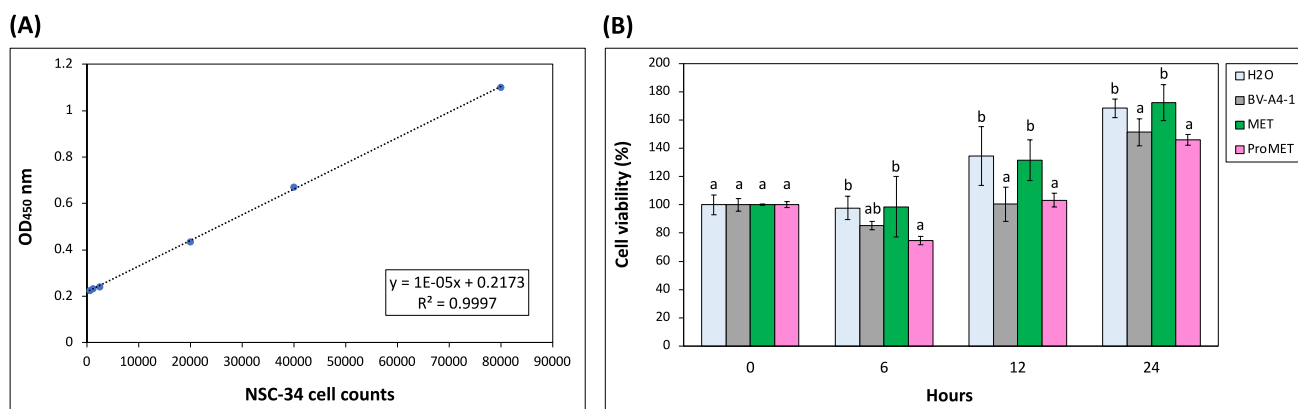 (A)
1.2
1
0.8
0.6
0.4
0.2
0
OD450 nm
y = 1E-05x + 0.2173
R² = 0.9997
0 10000 20000 30000 40000 50000 60000 70000 80000 90000
NSC-34 cell counts
(B)
200
180
160
140
120
100
80
60
40
20
0
Cell viability (%)
a a a a
b ab b a
b a b a
b a b a
0 6 12 24
Hours
H2O
BV-A4-1
MET
ProMET